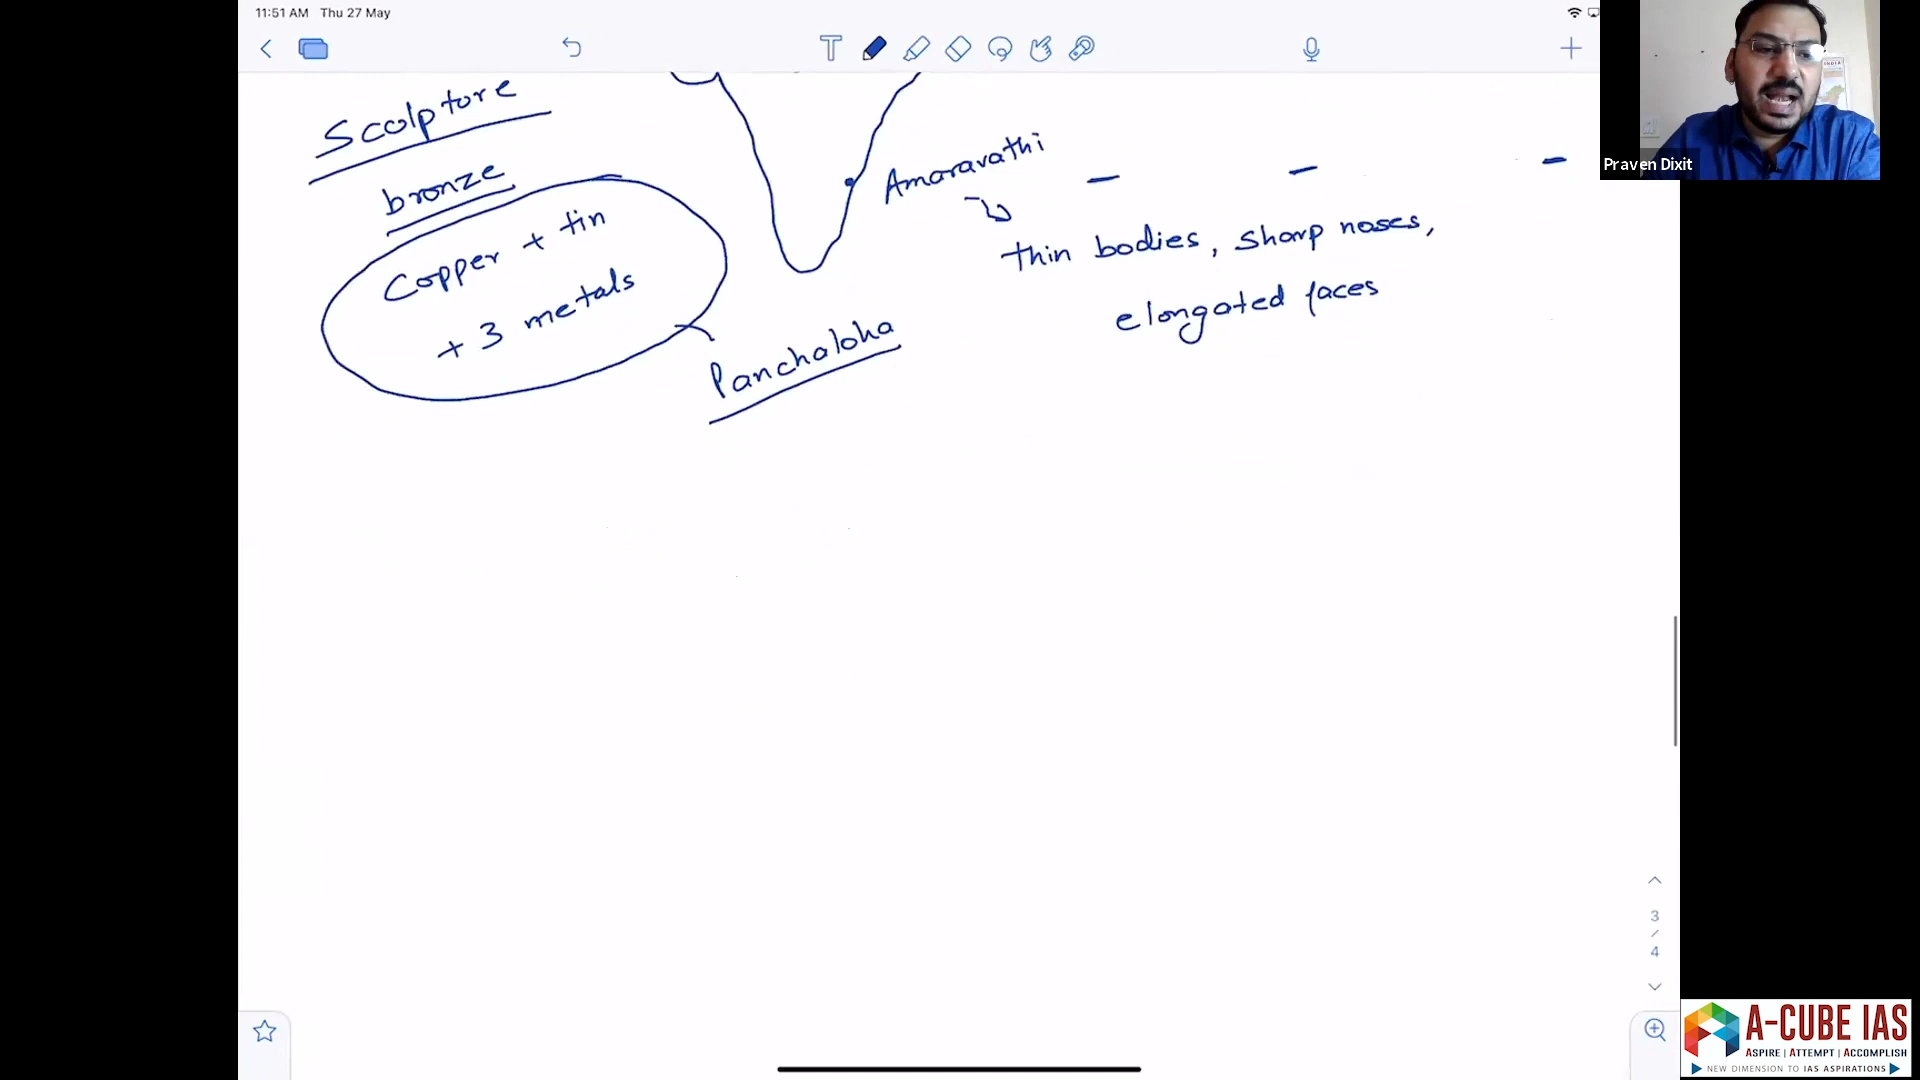 11:51 AM Thu 27 May
Praven Dixit
Scolptore
bronze
Copper + tin
+ 3 metals
Panchaloha
Amaravathi
thin bodies, sharp noses,
elongated faces
3
/
4
A-CUBE IAS
ASPIRE | ATTEMPT | ACCOMPLISH
NEW DIMENSION TO IAS ASPIRATIONS
INDIA